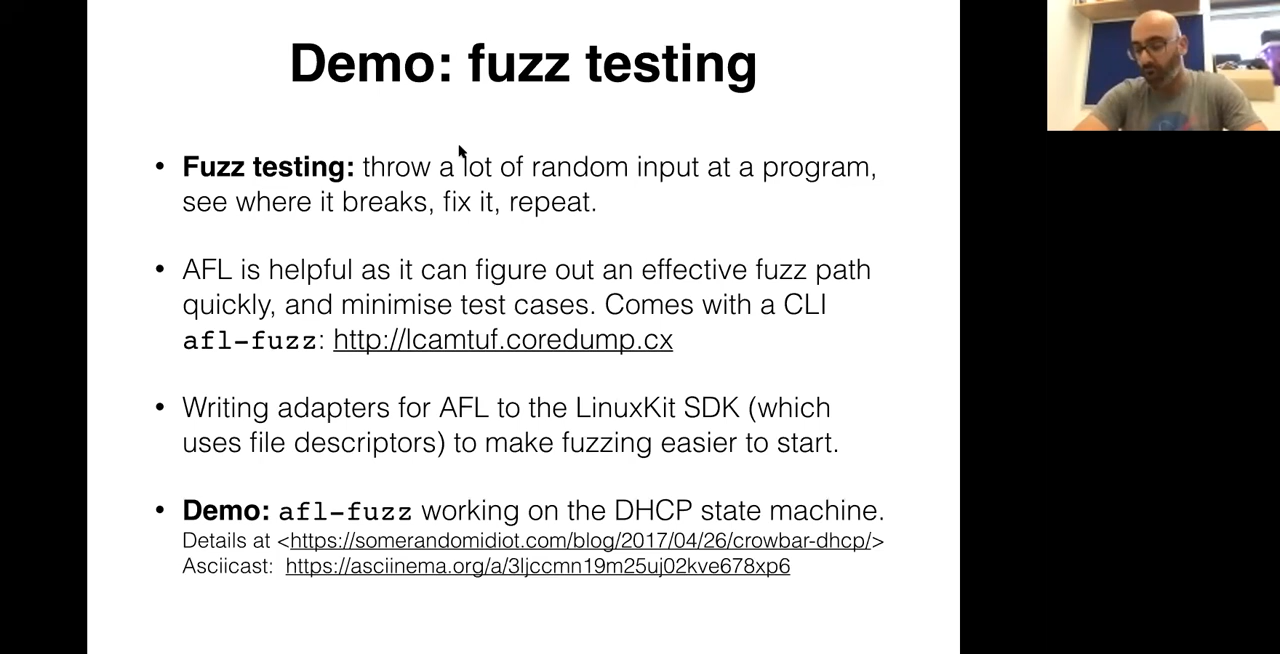 Demo: fuzz testing
• Fuzz testing: throw a lot of random input at a program,
see where it breaks, fix it, repeat.
• AFL is helpful as it can figure out an effective fuzz path
quickly, and minimise test cases. Comes with a CLI
afl-fuzz: http://lcamtuf.coredump.cx
• Writing adapters for AFL to the LinuxKit SDK (which
uses file descriptors) to make fuzzing easier to start.
• Demo: afl-fuzz working on the DHCP state machine.
Details at <https://somerandomidiot.com/blog/2017/04/26/crowbar-dhcp/>
Asciicast: https://asciinema.org/a/3ljccmn19m25uj02kve678xp6